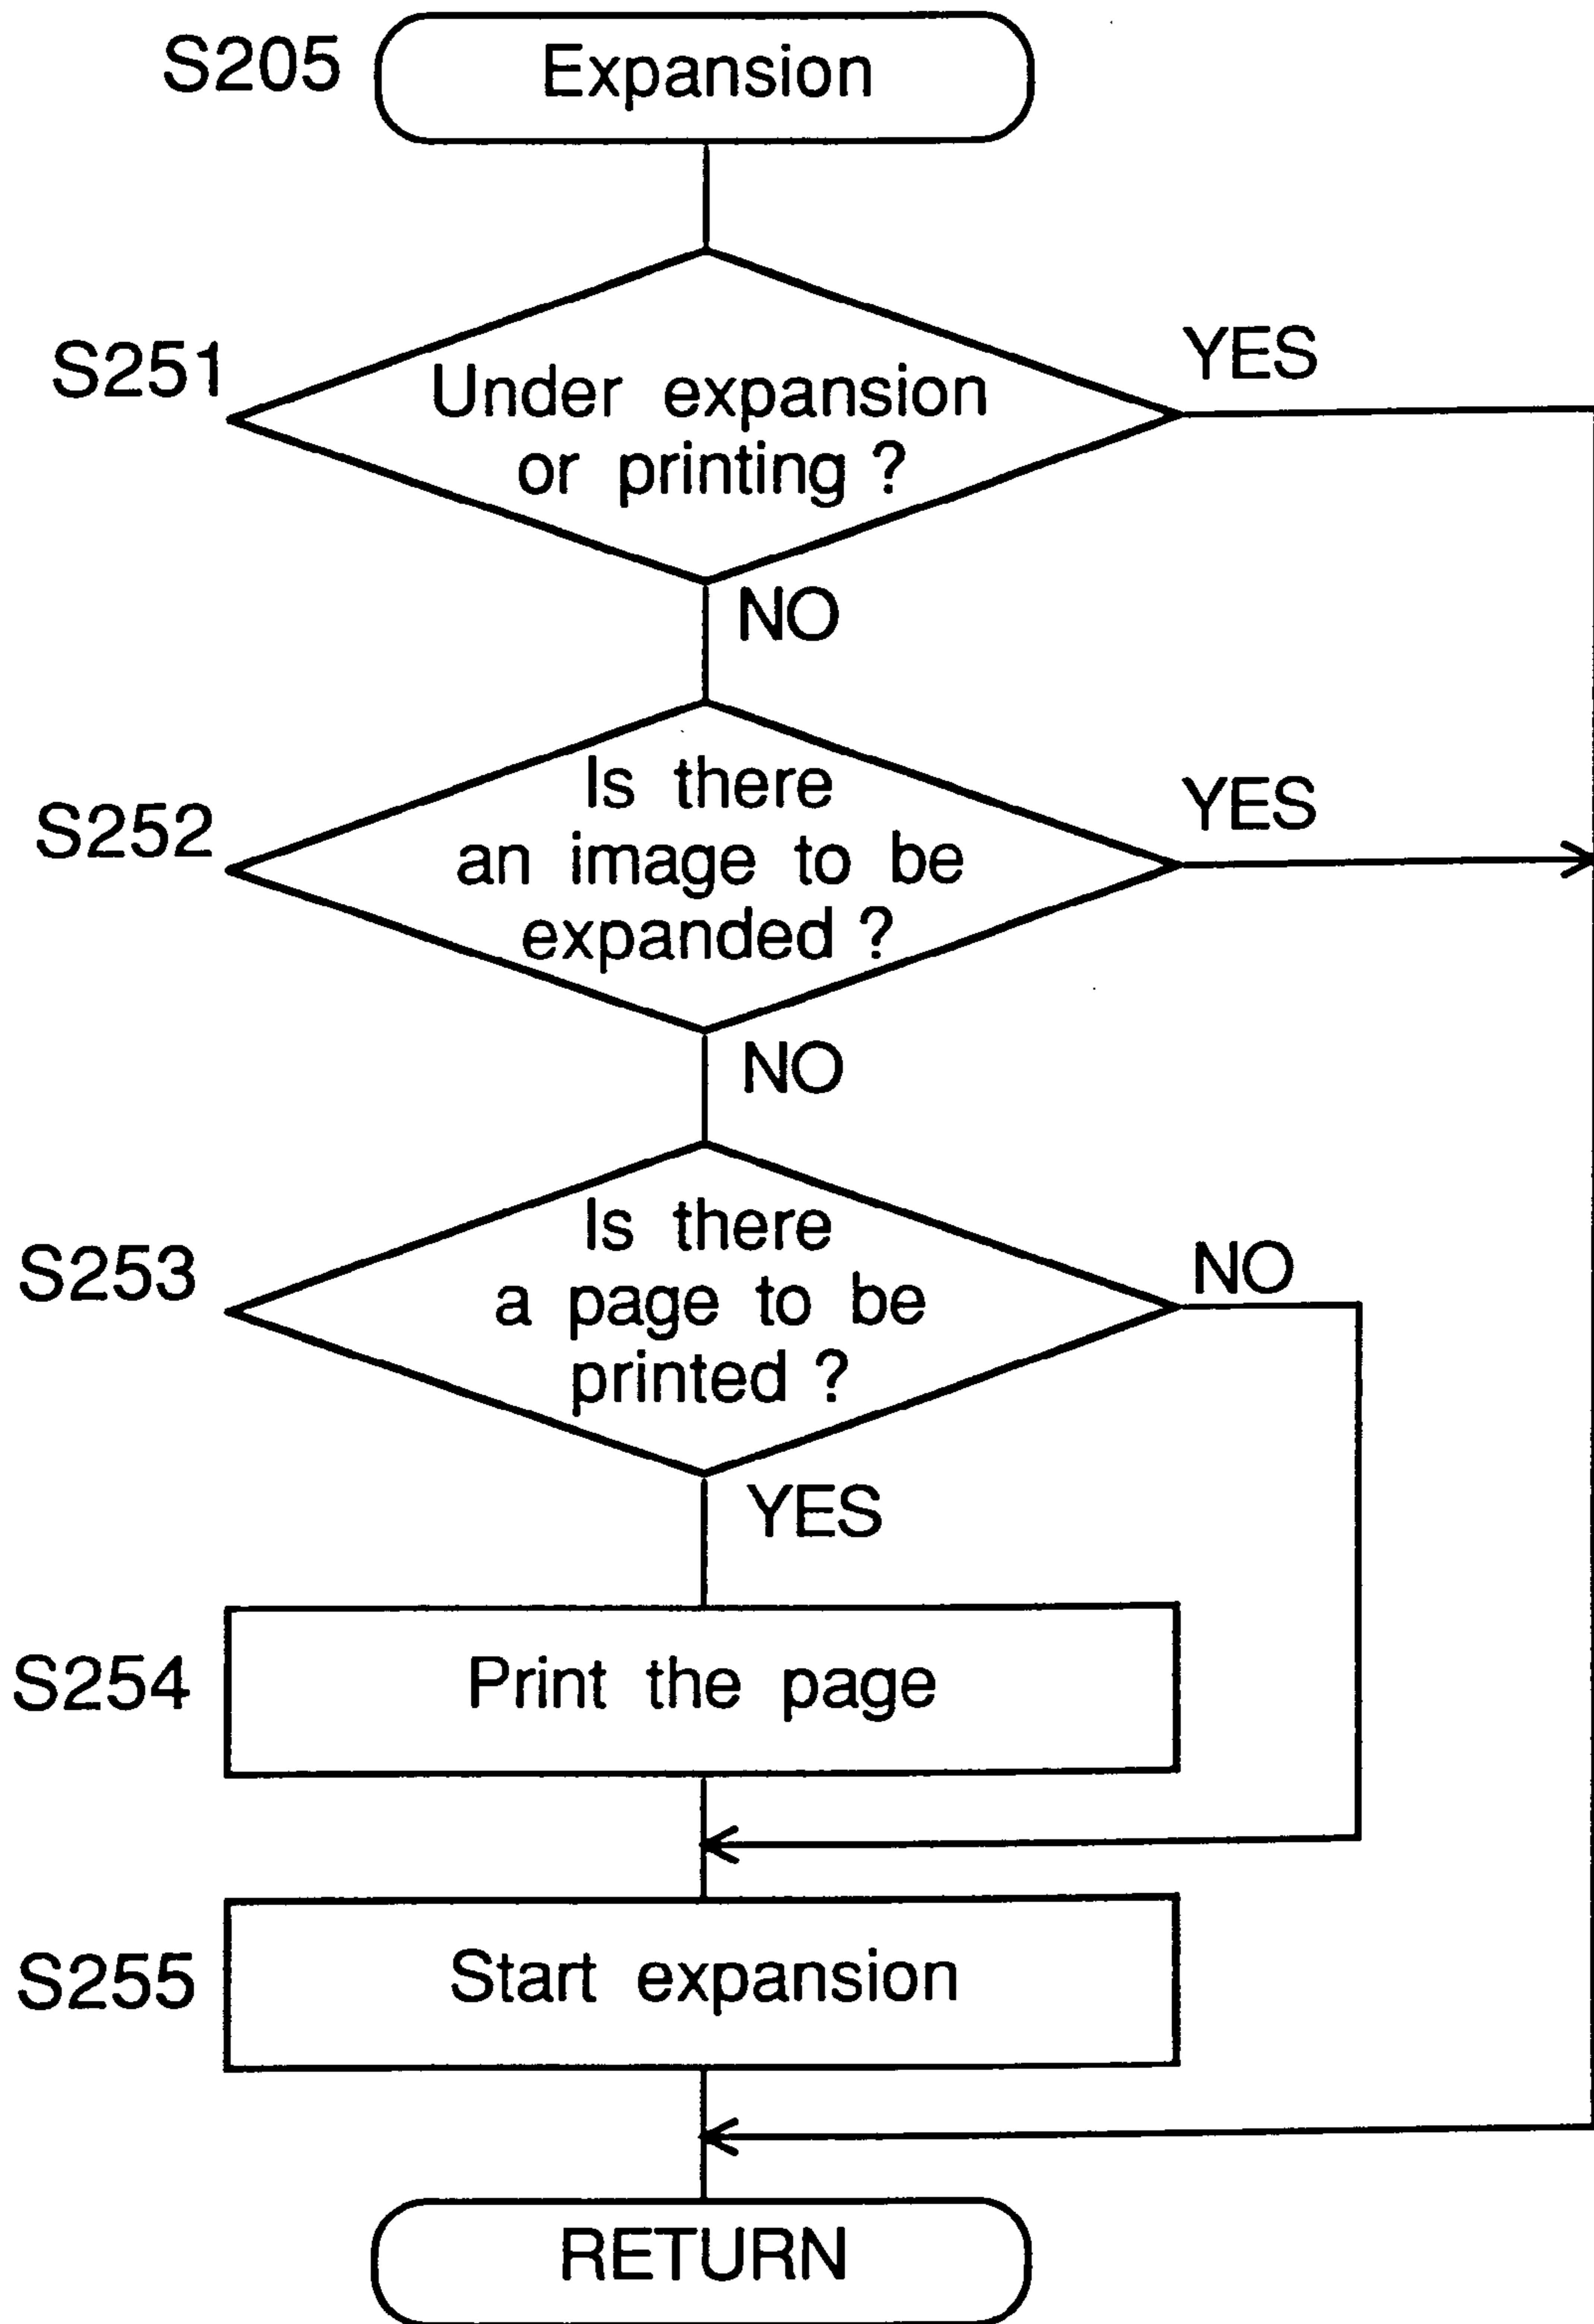 S205
Expansion
S251
Under expansion
or printing ?
YES
NO
S252
Is there
an image to be
expanded ?
YES
NO
S253
Is there
a page to be
printed ?
NO
YES
S254
Print the page
S255
Start expansion
RETURN